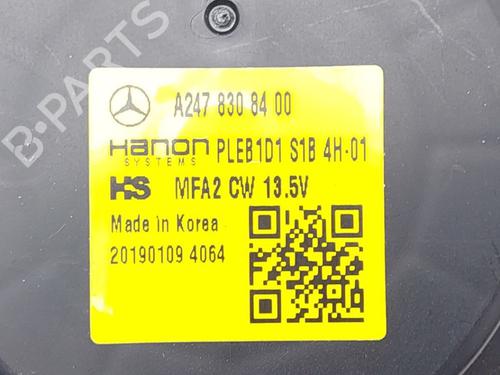 B-PARTS
A247 830 84 00
Hanon PLEB1D1 S1B 4H-01
SYSTEMS
HS MFA2 CW 13.5V
Made in Korea
20190109 4064